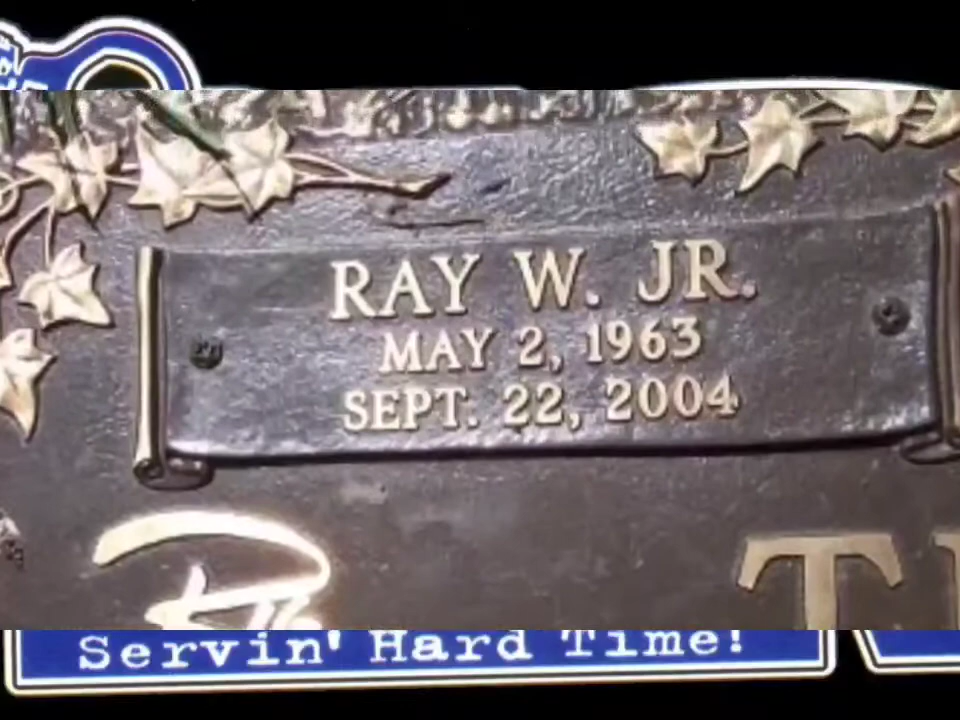 RAY W. JR.
MAY 2, 1963
SEPT. 22, 2004
Servin' Hard Time!